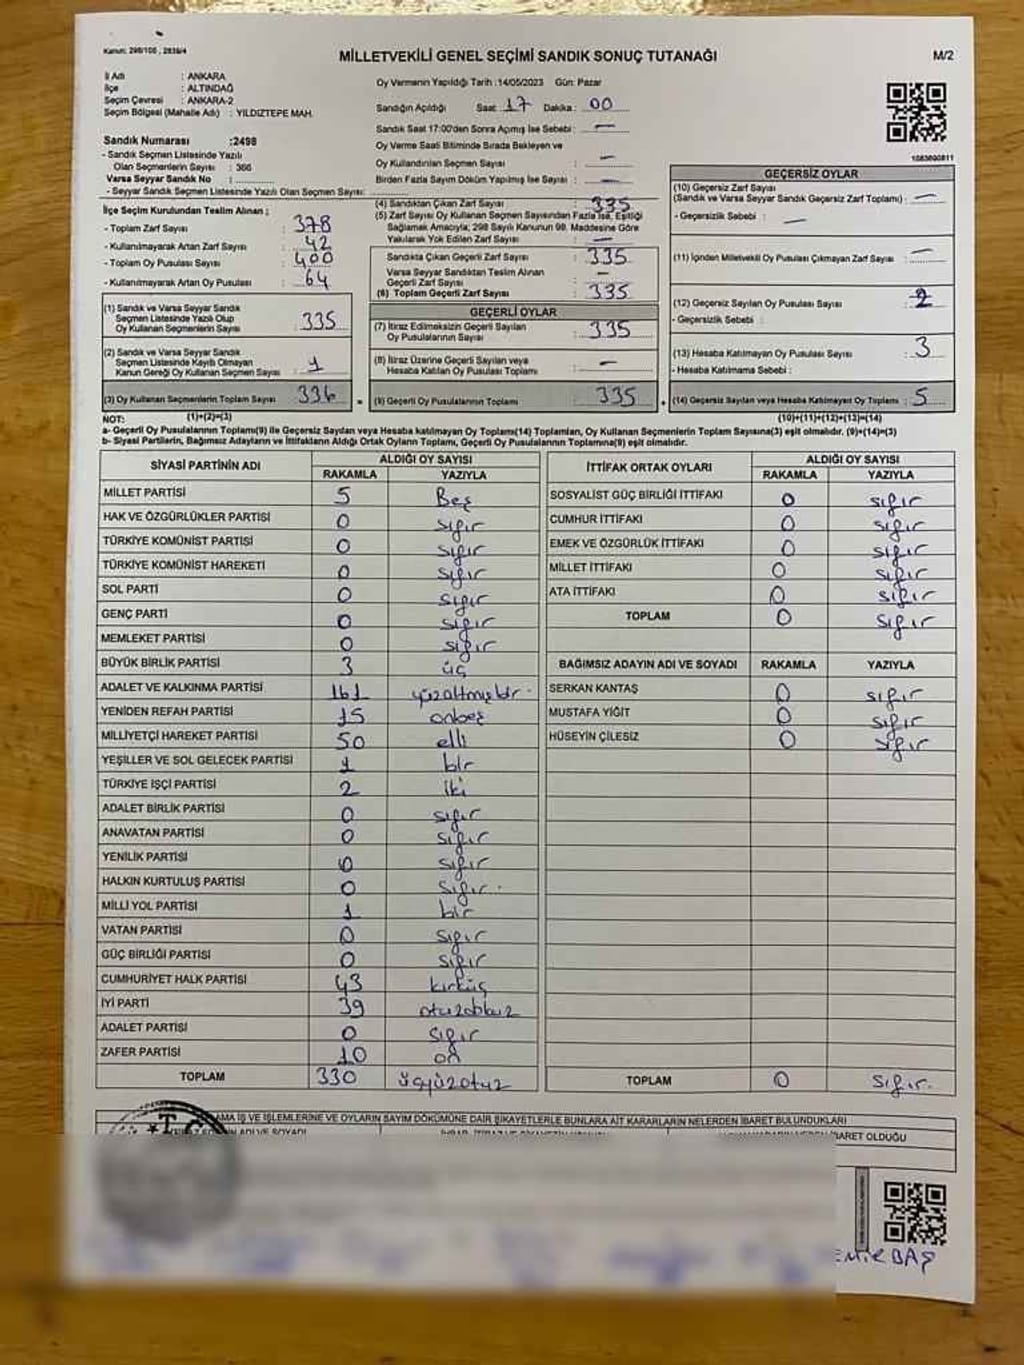 Kanun: 298/105 , 2839/4
MİLLETVEKİLİ GENEL SEÇİMİ SANDIK SONUÇ TUTANAĞI
M/2
İl Adı : ANKARA
İlçe : ALTINDAĞ
Seçim Çevresi : ANKARA-2
Seçim Bölgesi (Mahalle Adı) : YILDIZTEPE MAH.
Sandık Numarası :2498
- Sandık Seçmen Listesinde Yazılı
Olan Seçmenlerin Sayısı : 366
Varsa Seyyar Sandık No :
- Seyyar Sandık Seçmen Listesinde Yazılı Olan Seçmen Sayısı:
İlçe Seçim Kurulundan Teslim Alınan ;
- Toplam Zarf Sayısı : 378
- Kullanılmayarak Artan Zarf Sayısı : 42
- Toplam Oy Pusulası Sayısı : 400
- Kullanılmayarak Artan Oy Pusulası : 64
(1) Sandık ve Varsa Seyyar Sandık
Seçmen Listesinde Yazılı Olup
Oy Kullanan Seçmenlerin Sayısı : 335
(2) Sandık ve Varsa Seyyar Sandık
Seçmen Listesinde Kayıtlı Olmayan
Kanun Gereği Oy Kullanan Seçmen Sayısı : 1
(3) Oy Kullanan Seçmenlerin Toplam Sayısı : 336
Oy Vermenin Yapıldığı Tarih :14/05/2023 Gün: Pazar
Sandığın Açıldığı Saat: 17 Dakika : 00
Sandık Saat 17:00'den Sonra Açılmış İse Sebebi : —
Oy Verme Saati Bitiminde Sırada Bekleyen ve
Oy Kullandırılan Seçmen Sayısı : —
Birden Fazla Sayım Döküm Yapılmış İse Sayısı : —
(4) Sandıktan Çıkan Zarf Sayısı : 335
(5) Zarf Sayısı Oy Kullanan Seçmen Sayısından Fazla İse, Eşitliği
Sağlamak Amacıyla; 298 Sayılı Kanunun 98. Maddesine Göre
Yakılarak Yok Edilen Zarf Sayısı : —
Sandıkta Çıkan Geçerli Zarf Sayısı : 335
Varsa Seyyar Sandıktan Teslim Alınan
Geçerli Zarf Sayısı : —
(6) Toplam Geçerli Zarf Sayısı : 335
GEÇERLİ OYLAR
(7) İtiraz Edilmeksizin Geçerli Sayılan
Oy Pusulalarının Sayısı : 335
(8) İtiraz Üzerine Geçerli Sayılan veya
Hesaba Katılan Oy Pusulası Toplamı : —
= (9) Geçerli Oy Pusulalarının Toplamı : 335
1083600811
GEÇERSİZ OYLAR
(10) Geçersiz Zarf Sayısı
(Sandık ve Varsa Seyyar Sandık Geçersiz Zarf Toplamı) : —
- Geçersizlik Sebebi : —
(11) İçinden Milletvekili Oy Pusulası Çıkmayan Zarf Sayısı : —
(12) Geçersiz Sayılan Oy Pusulası Sayısı : 2
- Geçersizlik Sebebi :
(13) Hesaba Katılmayan Oy Pusulası Sayısı : 3
- Hesaba Katılmama Sebebi :
+ (14) Geçersiz Sayılan veya Hesaba Katılmayan Oy Toplamı : 5
NOT: (1)+(2)=(3) (10)+(11)+(12)+(13)=(14)
a- Geçerli Oy Pusulasının Toplamı(9) ile Geçersiz Sayılan veya Hesaba katılmayan Oy Toplamı(14) Toplamları, Oy Kullanan Seçmenlerin Toplam Sayısına(3) eşit olmalıdır. (9)+(14)=(3)
b- Siyasi Partilerin, Bağımsız Adayların ve İttifakların Aldığı Ortak Oyların Toplamı, Geçerli Oy Pusulalarının Toplamına(9) eşit olmalıdır.
SİYASİ PARTİNİN ADI ALDIĞI OY SAYISI
RAKAMLA YAZIYLA
MİLLET PARTİSİ 5 Beş
HAK VE ÖZGÜRLÜKLER PARTİSİ 0 sıfır
TÜRKİYE KOMÜNİST PARTİSİ 0 sıfır
TÜRKİYE KOMÜNİST HAREKETİ 0 sıfır
SOL PARTİ 0 sıfır
GENÇ PARTİ 0 sıfır
MEMLEKET PARTİSİ 0 sıfır
BÜYÜK BİRLİK PARTİSİ 3 üç
ADALET VE KALKINMA PARTİSİ 161 yüzaltmışbir
YENİDEN REFAH PARTİSİ 15 onbeş
MİLLİYETÇİ HAREKET PARTİSİ 50 elli
YEŞİLLER VE SOL GELECEK PARTİSİ 1 bir
TÜRKİYE İŞÇİ PARTİSİ 2 iki
ADALET BİRLİK PARTİSİ 0 sıfır
ANAVATAN PARTİSİ 0 sıfır
YENİLİK PARTİSİ 0 sıfır
HALKIN KURTULUŞ PARTİSİ 0 sıfır
MİLLİ YOL PARTİSİ 1 bir
VATAN PARTİSİ 0 sıfır
GÜÇ BİRLİĞİ PARTİSİ 0 sıfır
CUMHURİYET HALK PARTİSİ 43 kırküç
İYİ PARTİ 39 otuzdokuz
ADALET PARTİSİ 0 sıfır
ZAFER PARTİSİ 10 on
TOPLAM 330 üçyüzotuz
İTTİFAK ORTAK OYLARI ALDIĞI OY SAYISI
RAKAMLA YAZIYLA
SOSYALİST GÜÇ BİRLİĞİ İTTİFAKI 0 sıfır
CUMHUR İTTİFAKI 0 sıfır
EMEK VE ÖZGÜRLÜK İTTİFAKI 0 sıfır
MİLLET İTTİFAKI 0 sıfır
ATA İTTİFAKI 0 sıfır
TOPLAM 0 sıfır
BAĞIMSIZ ADAYIN ADI VE SOYADI RAKAMLA YAZIYLA
SERKAN KANTAŞ 0 sıfır
MUSTAFA YİĞİT 0 sıfır
HÜSEYİN ÇİLESİZ 0 sıfır
TOPLAM 0 sıfır.
AMA İŞ VE İŞLEMLERİNE VE OYLARIN SAYIM DÖKÜMÜNE DAİR ŞİKAYETLERLE BUNLARA AİT KARARLARIN NELERDEN İBARET BULUNDUKLARI
T.C.
İBARET OLDUĞU
EMİR BAŞ